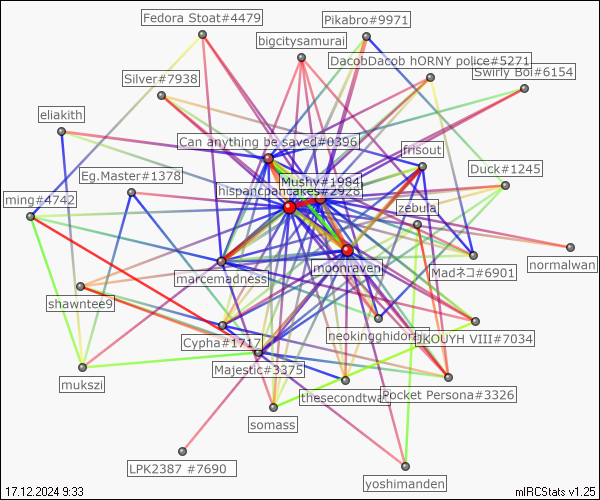 Fedora Stoat#4479
Pikabro#9971
bigcitysamurai
DacobDacob hORNY police#5271
Swirly Boi#6154
Silver#7938
eliakith
Can anything be saved#0396
frisout
Mushy#1984
Duck#1245
Eg.Master#1378
hispancpancakes#2928
ming#4742
zebula
moonraven
normalwan
marcemadness
Madネコ#6901
shawntee9
neokingghidora
JKOUYH VIII#7034
Cypha#1717
Majestic#3375
mukszi
thesecondtwa
Pocket Persona#3326
somass
LPK2387 #7690
yoshimanden
17.12.2024 9:33
mIRCStats v1.25